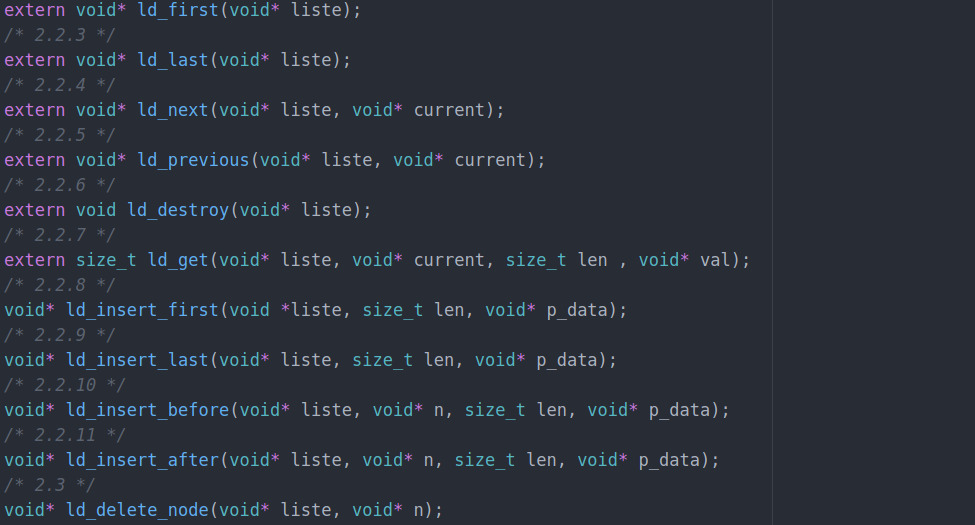 extern void* ld_first(void* liste);
/* 2.2.3 */
extern void* ld_last(void* liste);
/* 2.2.4 */
extern void* ld_next(void* liste, void* current);
/* 2.2.5 */
extern void* ld_previous(void* liste, void* current);
/* 2.2.6 */
extern void ld_destroy(void* liste);
/* 2.2.7 */
extern size_t ld_get(void* liste, void* current, size_t len , void* val);
/* 2.2.8 */
void* ld_insert_first(void *liste, size_t len, void* p_data);
/* 2.2.9 */
void* ld_insert_last(void* liste, size_t len, void* p_data);
/* 2.2.10 */
void* ld_insert_before(void* liste, void* n, size_t len, void* p_data);
/* 2.2.11 */
void* ld_insert_after(void* liste, void* n, size_t len, void* p_data);
/* 2.3 */
void* ld_delete_node(void* liste, void* n);